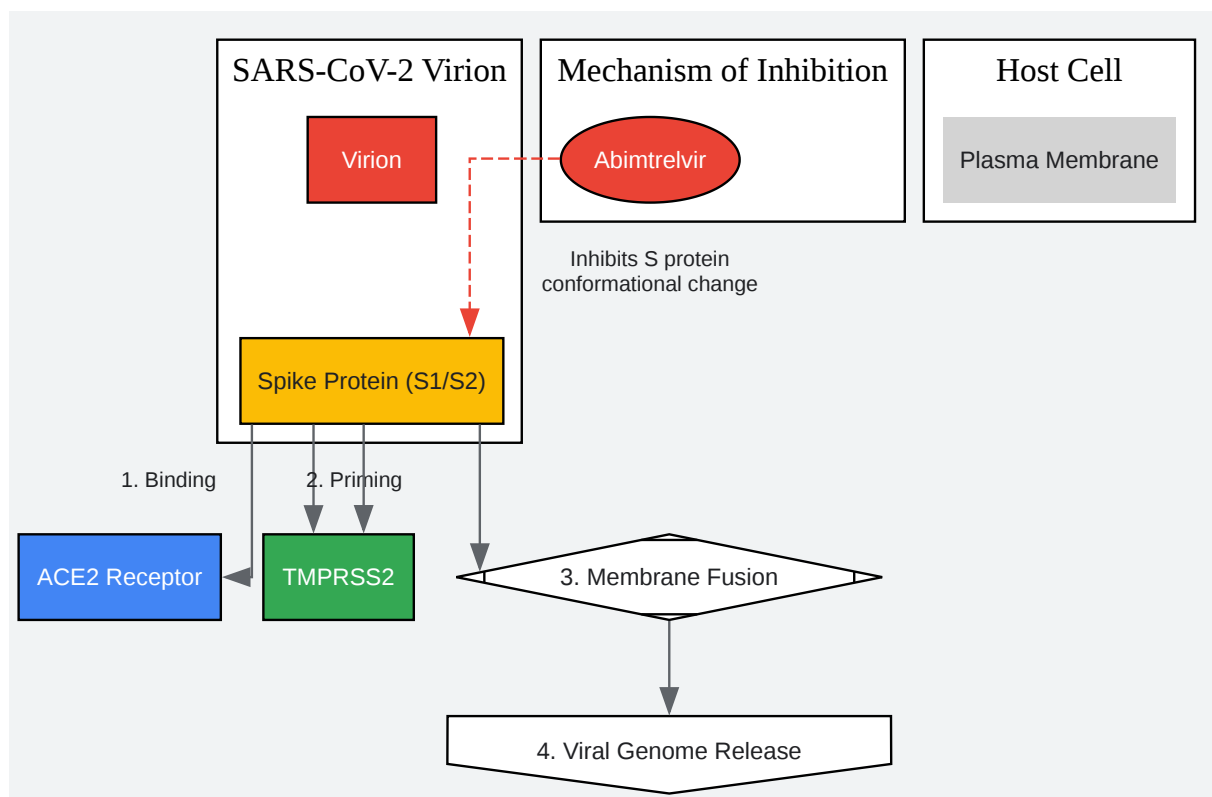 SARS-CoV-2 Virion
Mechanism of Inhibition
Host Cell
Virion
Abimtrelvir
Plasma Membrane
Inhibits S protein
conformational change
Spike Protein (S1/S2)
1. Binding
2. Priming
ACE2 Receptor
TMPRSS2
3. Membrane Fusion
4. Viral Genome Release